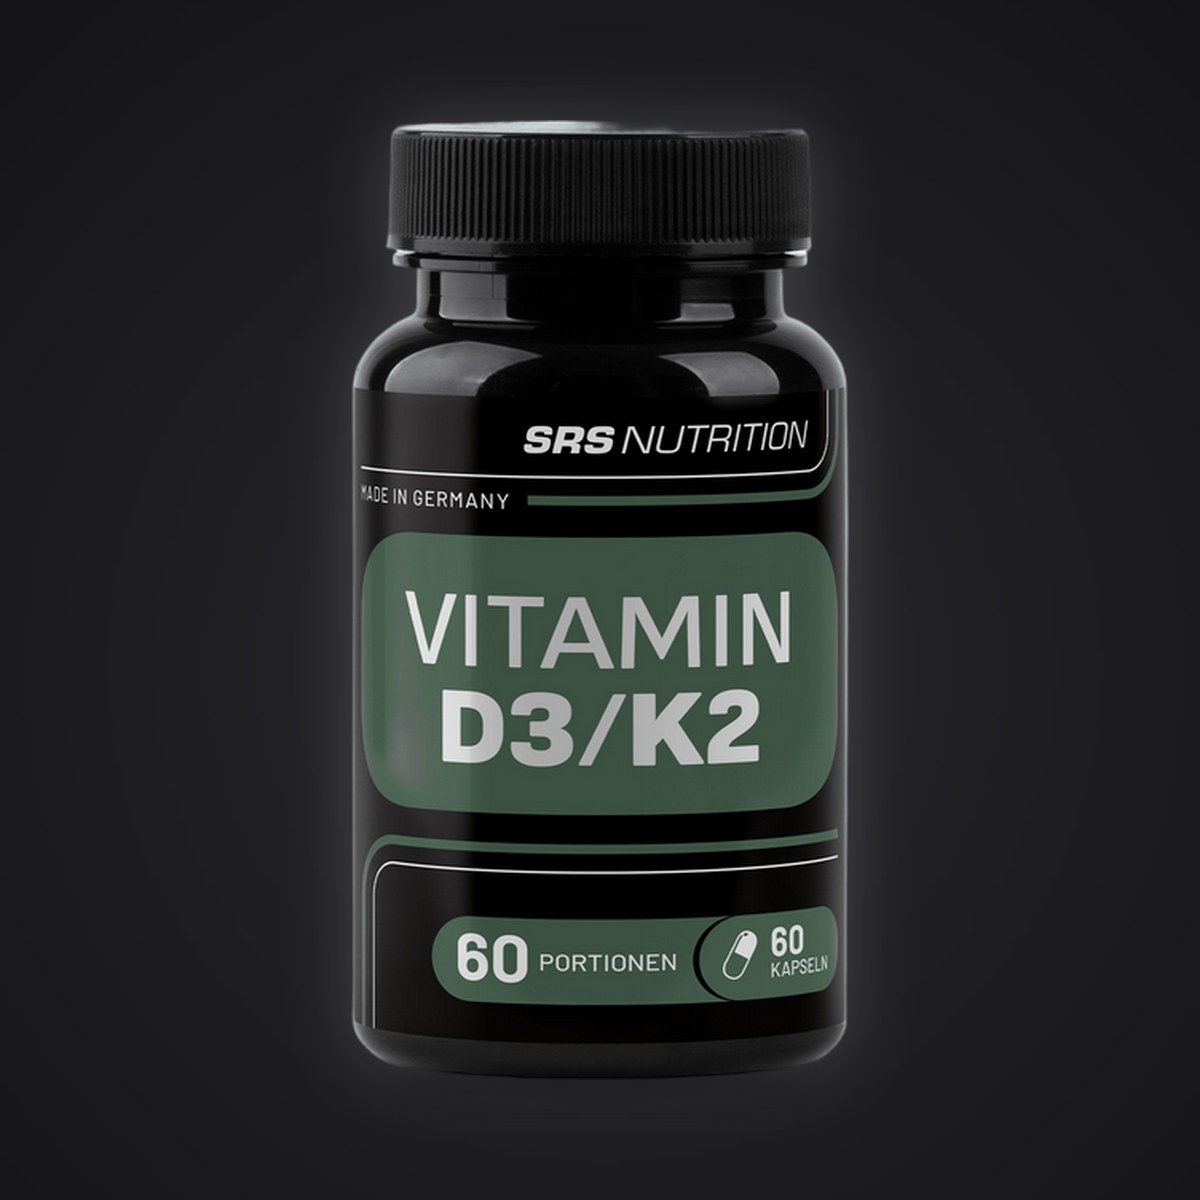 SRS NUTRITION
MADE IN GERMANY
VITAMIN
D3/K2
60 PORTIONEN
60
KAPSELN